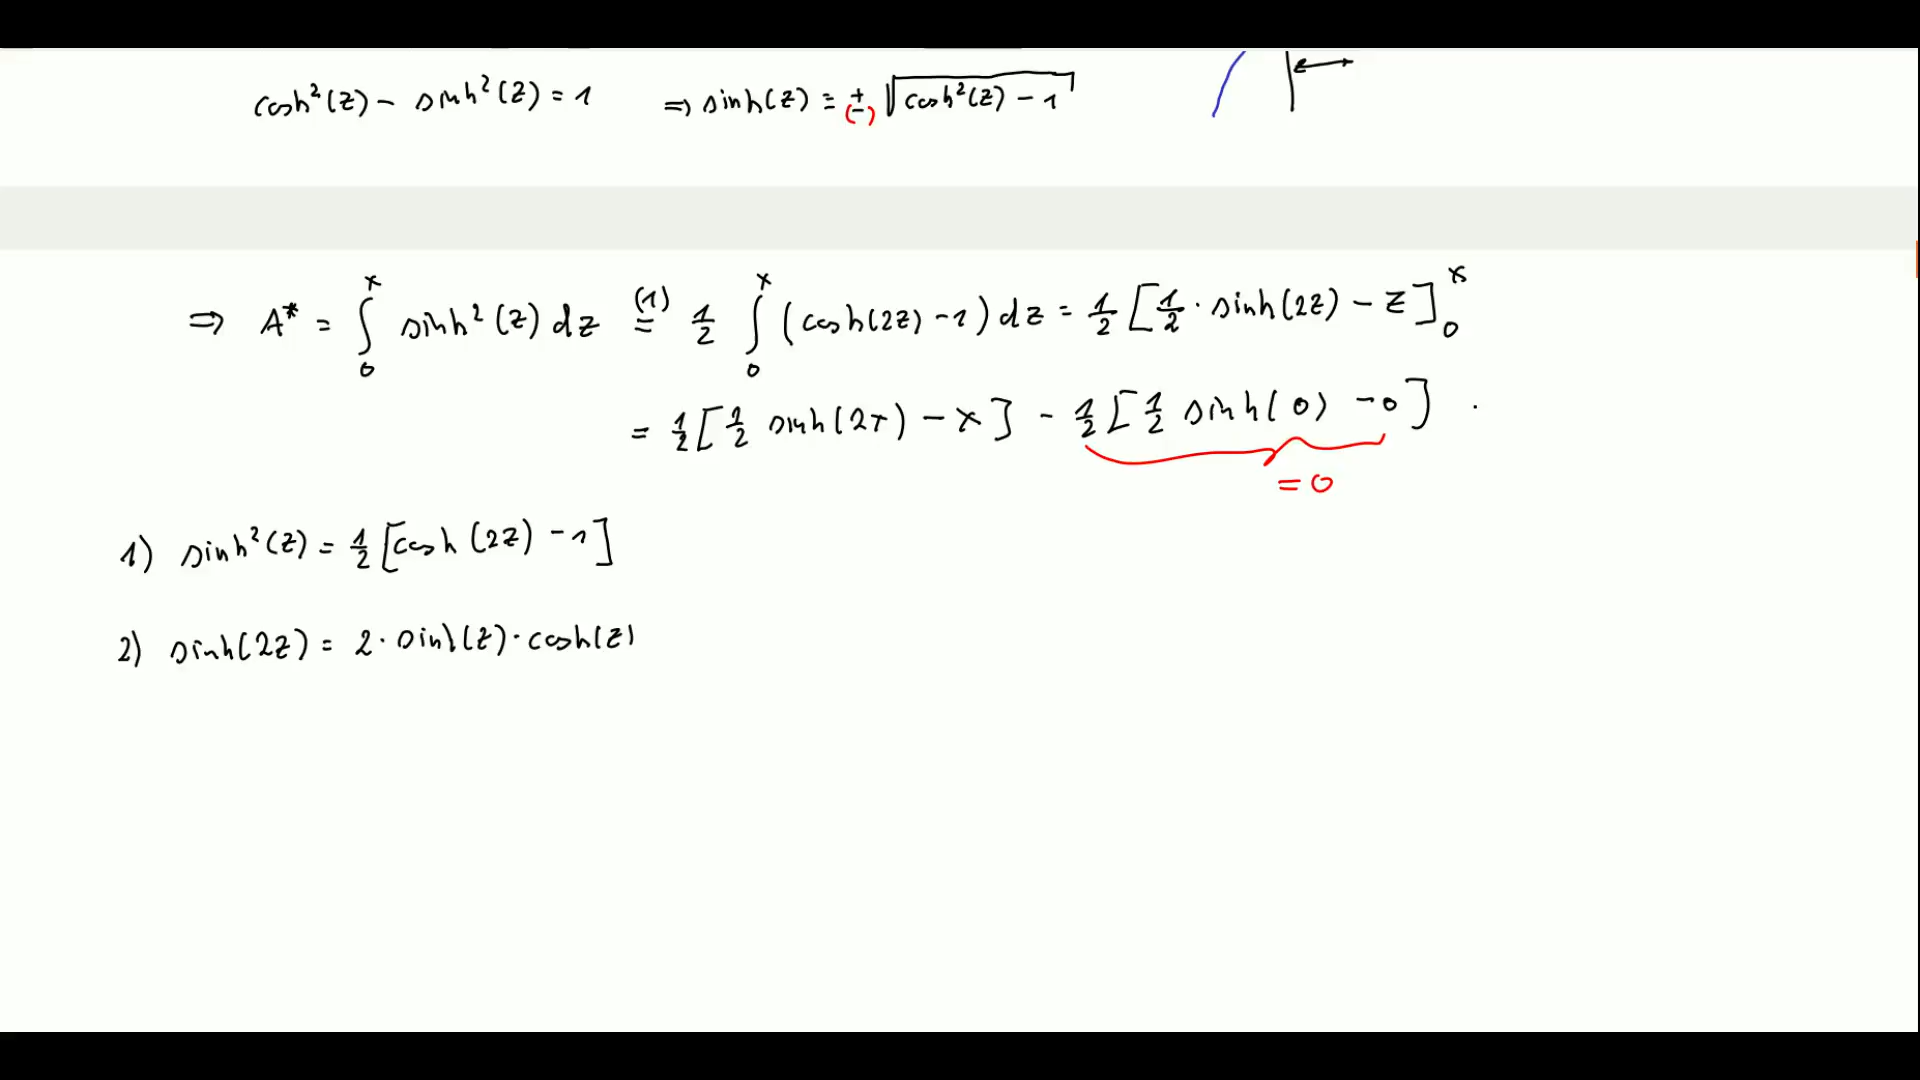 cosh²(z) - sinh²(z) = 1 ⇒ sinh(z) = ± (-) √(cosh²(z) - 1)
⇒ A* = ∫₀ˣ sinh²(z) dz (1)= 1/2 ∫₀ˣ (cosh(2z) - 1) dz = 1/2 [1/2 · sinh(2z) - z]₀ˣ
= 1/2 [1/2 sinh(2x) - x] - 1/2 [1/2 sinh(0) - 0] .
= 0
1) sinh²(z) = 1/2 [cosh(2z) - 1]
2) sinh(2z) = 2 · sinh(z) · cosh(z)